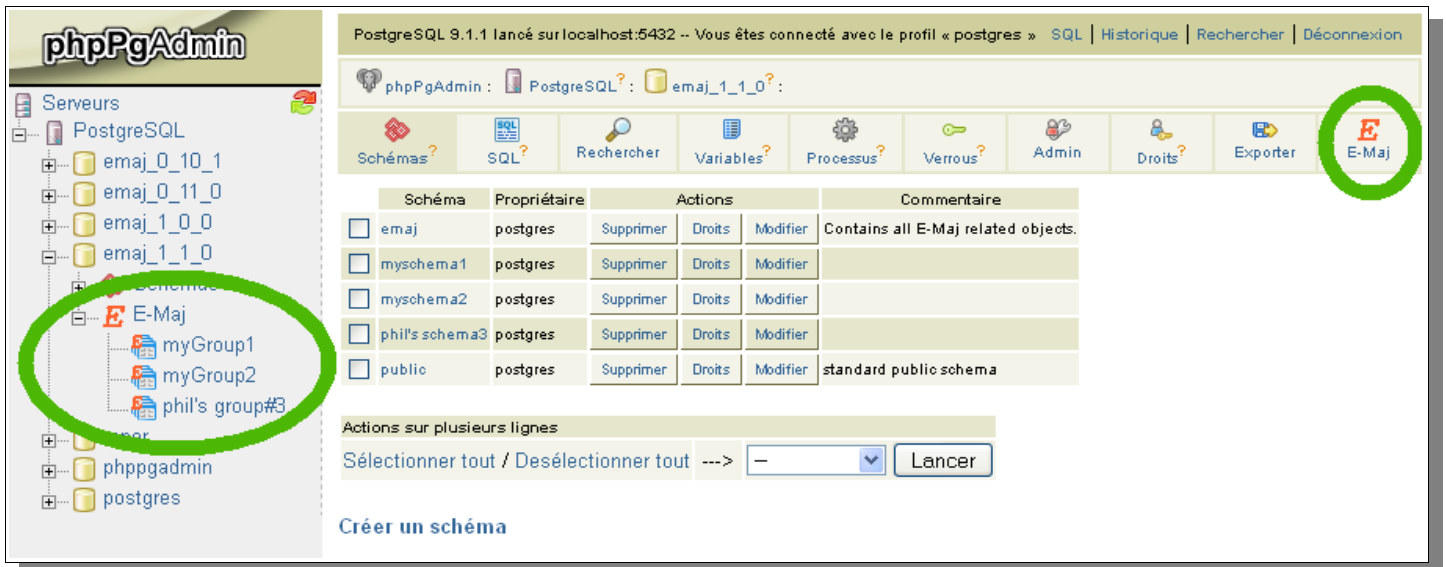 phpPgAdmin
Serveurs
PostgreSQL
emaj_0_10_1
emaj_0_11_0
emaj_1_0_0
emaj_1_1_0
E-Maj
myGroup1
myGroup2
phil's group#3
phppgadmin
postgres
PostgreSQL 9.1.1 lancé sur localhost:5432 -- Vous êtes connecté avec le profil « postgres » SQL | Historique | Rechercher | Déconnexion
phpPgAdmin : PostgreSQL? : emaj_1_1_0? :
Schémas? SQL? Rechercher Variables? Processus? Verrous? Admin Droits? Exporter E-Maj
Schéma Propriétaire Actions Commentaire
emaj postgres Supprimer Droits Modifier Contains all E-Maj related objects.
myschema1 postgres Supprimer Droits Modifier
myschema2 postgres Supprimer Droits Modifier
phil's schema3 postgres Supprimer Droits Modifier
public postgres Supprimer Droits Modifier standard public schema
Actions sur plusieurs lignes
Sélectionner tout / Desélectionner tout ---> -- Lancer
Créer un schéma